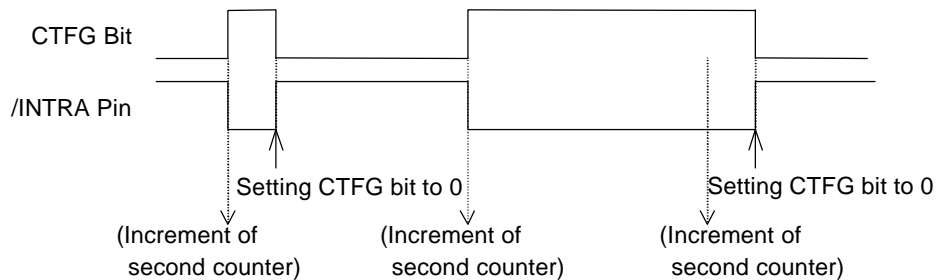 CTFG Bit
/INTRA Pin
Setting CTFG bit to 0
Setting CTFG bit to 0
(Increment of
second counter)
(Increment of
second counter)
(Increment of
second counter)